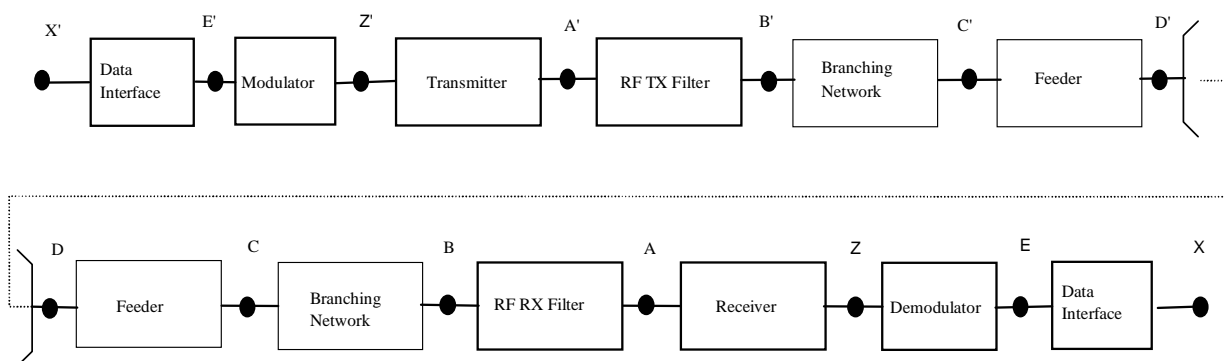 X' E' Z' A' B' C' D'
Data
Interface
Modulator
Transmitter
RF TX Filter
Branching
Network
Feeder
D C B A Z E X
Feeder
Branching
Network
RF RX Filter
Receiver
Demodulator
Data
Interface